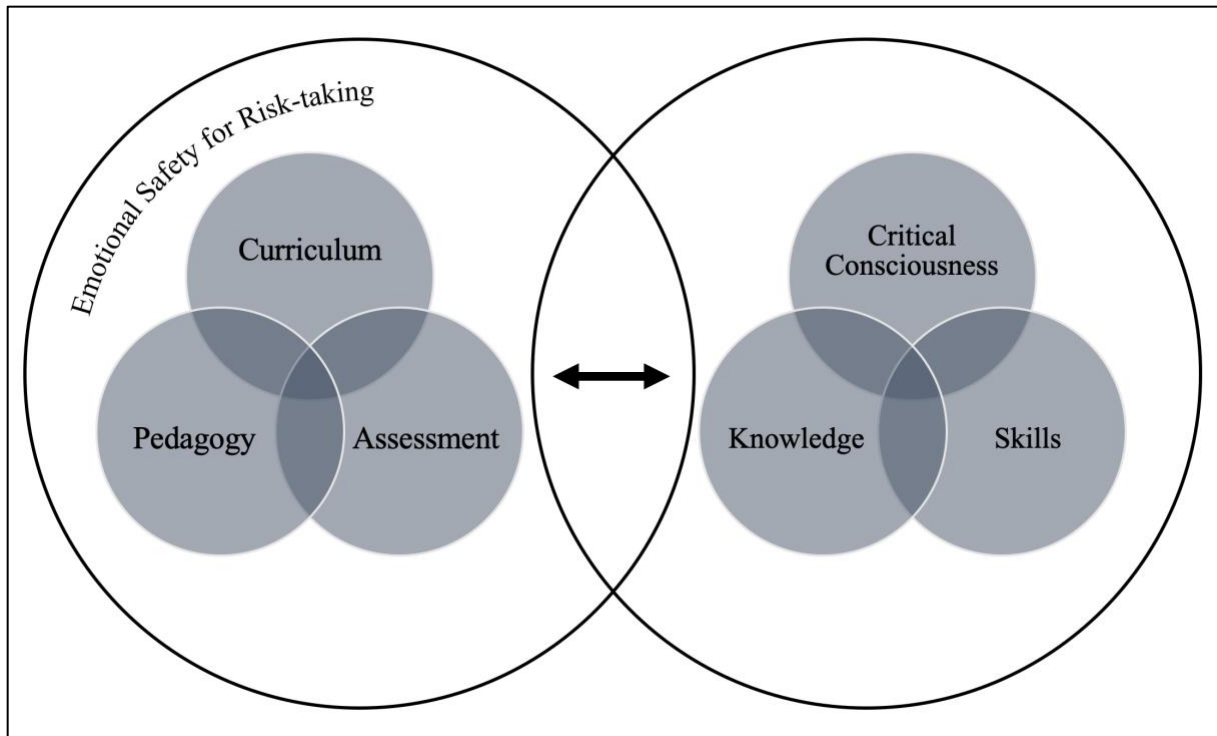 Emotional Safety for Risk-taking
Curriculum
Pedagogy
Assessment
Critical
Consciousness
Knowledge
Skills